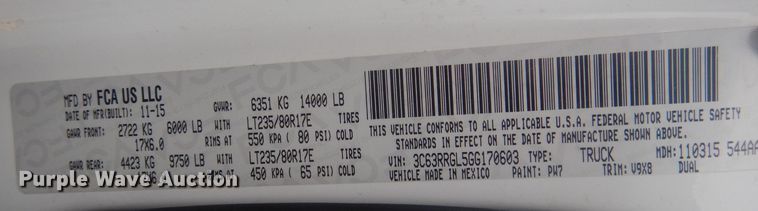 MFD BY FCA US LLC
DATE OF MFR(BUILT) 11-15
GVWR: 6351 KG 14000 LB
GAWR FRONT: 2722 KG 6000 LB WITH LT235/80R17E TIRES
17X6.0 RIMS AT 550 KPA ( 80 PSI) COLD
GAWR REAR: 4423 KG 9750 LB WITH LT235/80R17E TIRES
450 KPA ( 65 PSI) COLD
THIS VEHICLE CONFORMS TO ALL APPLICABLE U.S.A. FEDERAL MOTOR VEHICLE SAFETY
STANDARDS IN EFFECT ON THE DATE OF MANUFACTURE SHOWN ABOVE
VIN: 3C63RRGL5GG170603 TYPE: TRUCK MDH: 110315 544AA
VEHICLE MADE IN MEXICO PAINT: PW7 TRIM: V9X8
Purple Wave Auction